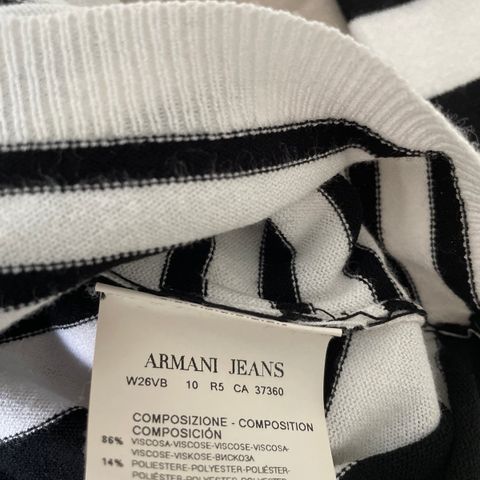 ARMANI JEANS
W26VB 10 R5 CA 37360
COMPOSIZIONE - COMPOSITION
COMPOSICIÓN
86% VISCOSA-VISCOSE-VISCOSE-VISCOSA-
VISCOSE-VISKOSE-ВИСКОЗА
14% POLIESTERE-POLYESTER-POLIÉSTER-